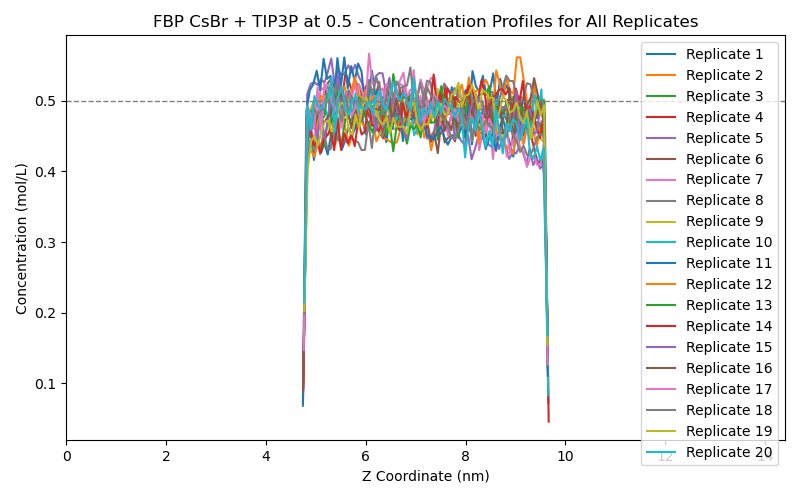 FBP CsBr + TIP3P at 0.5 - Concentration Profiles for All Replicates
Concentration (mol/L)
0.5
0.4
0.3
0.2
0.1
0
2
4
6
8
10
12
14
Z Coordinate (nm)
Replicate 1
Replicate 2
Replicate 3
Replicate 4
Replicate 5
Replicate 6
Replicate 7
Replicate 8
Replicate 9
Replicate 10
Replicate 11
Replicate 12
Replicate 13
Replicate 14
Replicate 15
Replicate 16
Replicate 17
Replicate 18
Replicate 19
Replicate 20